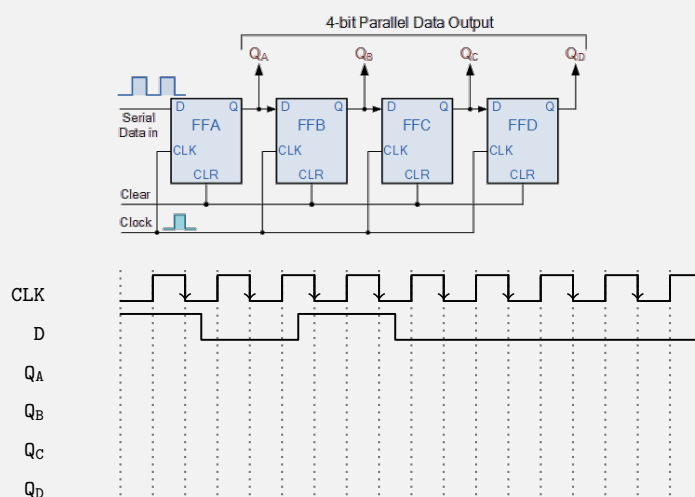 4-bit Parallel Data Output
QA QB QC QD
D Q D Q D Q D Q
Serial
Data in
FFA FFB FFC FFD
CLK CLK CLK CLK
CLR CLR CLR CLR
Clear
Clock
CLK
D
QA
QB
QC
QD